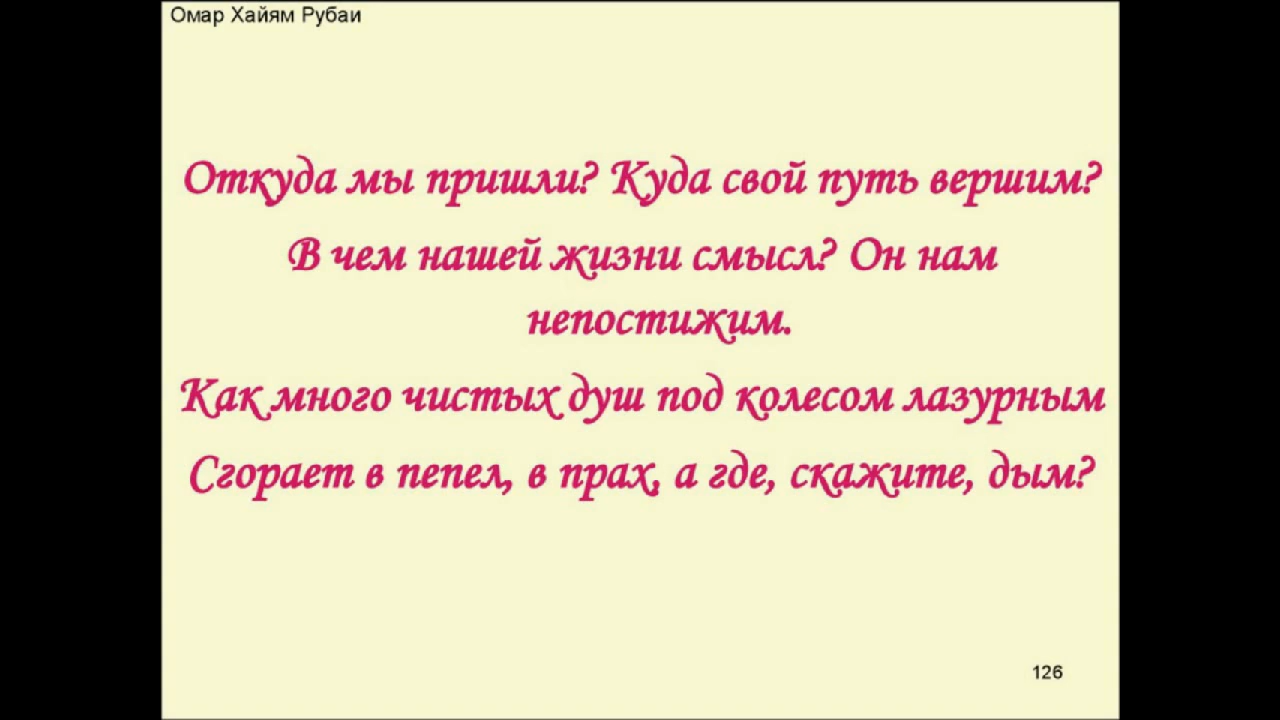 Омар Хайям Рубаи
Откуда мы пришли? Куда свой путь вершим?
В чем нашей жизни смысл? Он нам
непостижим.
Как много чистых душ под колесом лазурным
Сгорает в пепел, в прах, а где, скажите, дым?
126